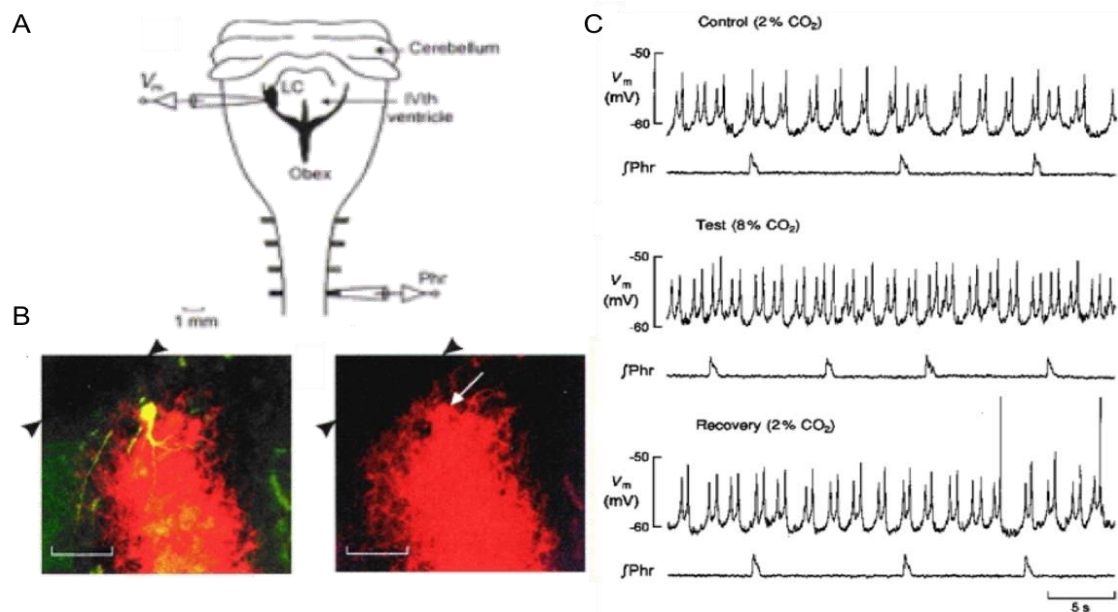 A
Cerebellum
Vm
LC
IVth
ventricle
Obex
Phr
1 mm
B
C
Control (2% CO2)
-50
Vm
(mV)
-60
∫Phr
Test (8% CO2)
-50
Vm
(mV)
-60
∫Phr
Recovery (2% CO2)
-50
Vm
(mV)
-60
∫Phr
5 s